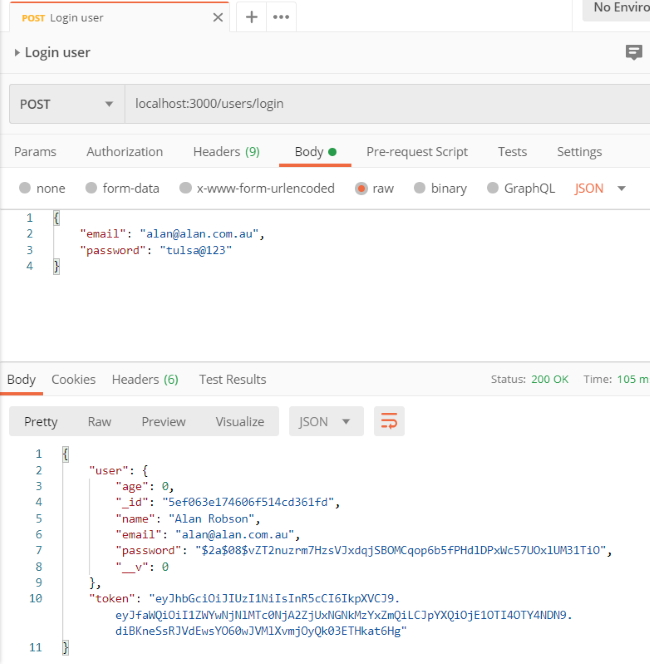 POST Login user
No Enviro
Login user
POST localhost:3000/users/login
Params Authorization Headers (9) Body Pre-request Script Tests Settings
none form-data x-www-form-urlencoded raw binary GraphQL JSON
1 {
2 "email": "alan@alan.com.au",
3 "password": "tulsa@123"
4 }
Body Cookies Headers (6) Test Results Status: 200 OK Time: 105 m
Pretty Raw Preview Visualize JSON
1 {
2 "user": {
3 "age": 0,
4 "_id": "5ef063e174606f514cd361fd",
5 "name": "Alan Robson",
6 "email": "alan@alan.com.au",
7 "password": "$2a$08$vZT2nuzrm7HzsVJxdqjSBOMCqop6b5fPHdlDPxWc57UOxlUM31TiO",
8 "__v": 0
9 },
10 "token": "eyJhbGciOiJIUzI1NiIsInR5cCI6IkpXVCJ9.
eyJfaWQiOiI1ZWYwNjNlMTc0NjA2ZjUxNGNkMzYxZmQiLCJpYXQiOjE1OTI4OTY4NDN9.
diBKneSsRJVdEwsYO60wJVMlXvmjOyQk03ETHkat6Hg"
11 }